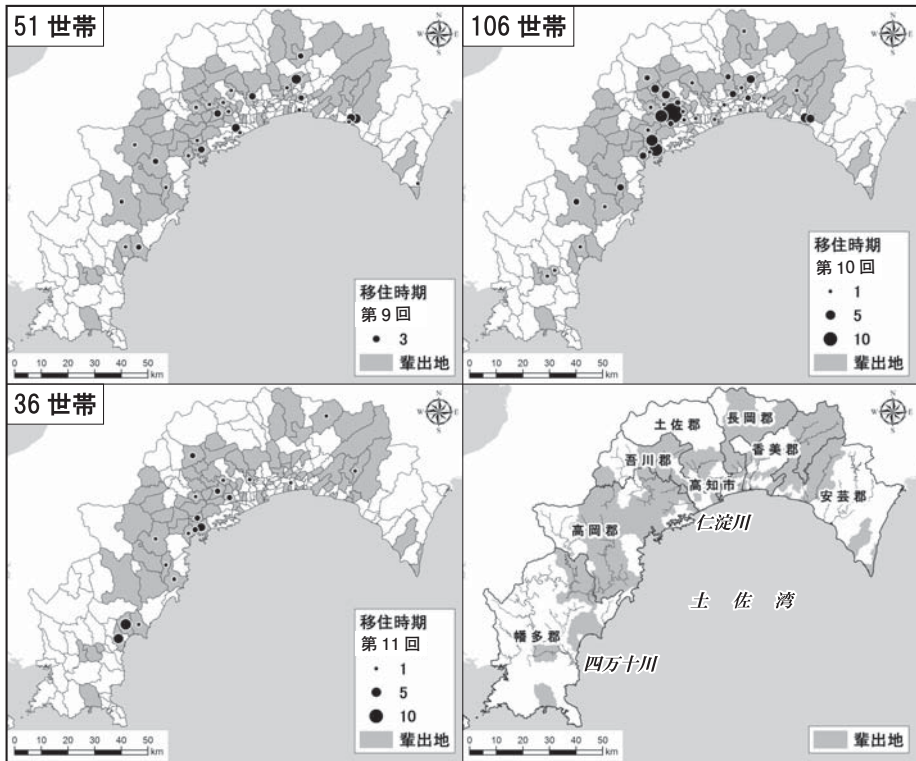 51 世帯
N
W
E
S
移住時期
第 9 回
3
輩出地
0 10 20 30 40 50
km
106 世帯
N
W
E
S
移住時期
第 10 回
1
5
10
輩出地
0 10 20 30 40 50
km
36 世帯
N
W
E
S
移住時期
第 11 回
1
5
10
輩出地
0 10 20 30 40 50
km
N
W
E
S
土佐郡
長岡郡
香美郡
吾川郡
高知市
安芸郡
仁淀川
高岡郡
土 佐 湾
幡多郡
四万十川
輩出地
0 10 20 30 40 50
km